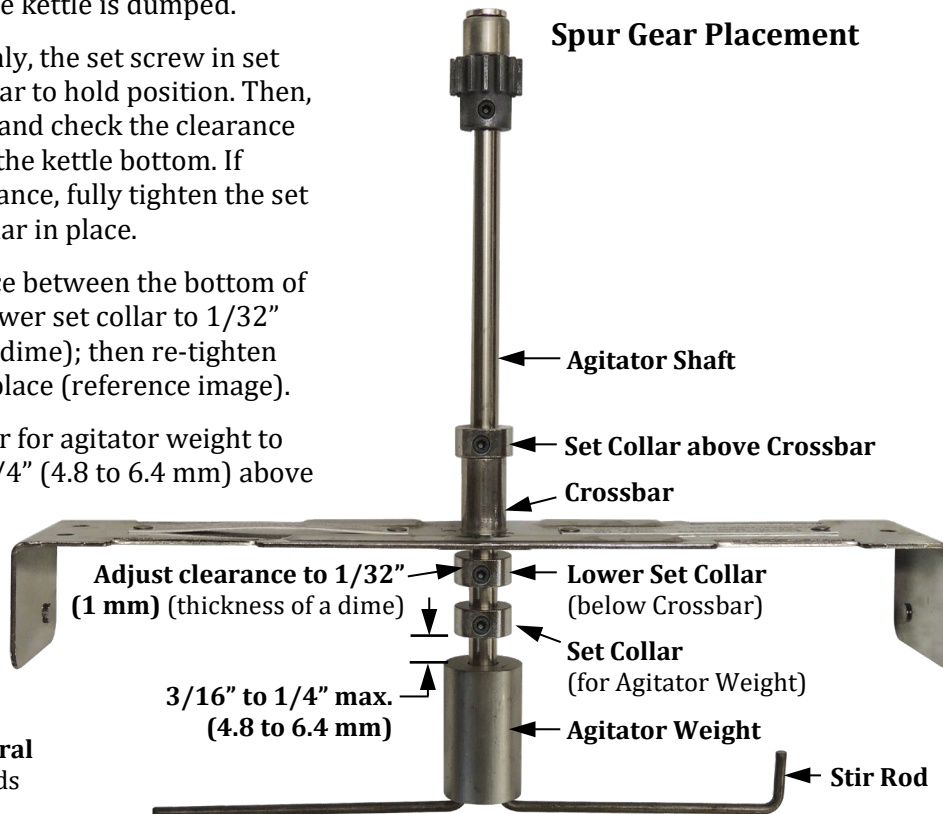 e kettle is dumped.
ly, the set screw in set
ar to hold position. Then,
and check the clearance
the kettle bottom. If
ance, fully tighten the set
lar in place.
ce between the bottom of
wer set collar to 1/32”
dime); then re-tighten
place (reference image).
r for agitator weight to
/4” (4.8 to 6.4 mm) above
Spur Gear Placement
Agitator Shaft
Set Collar above Crossbar
Crossbar
Adjust clearance to 1/32”
(1 mm) (thickness of a dime)
Lower Set Collar
(below Crossbar)
Set Collar
(for Agitator Weight)
3/16” to 1/4” max.
(4.8 to 6.4 mm)
Agitator Weight
Stir Rod
ral
ds